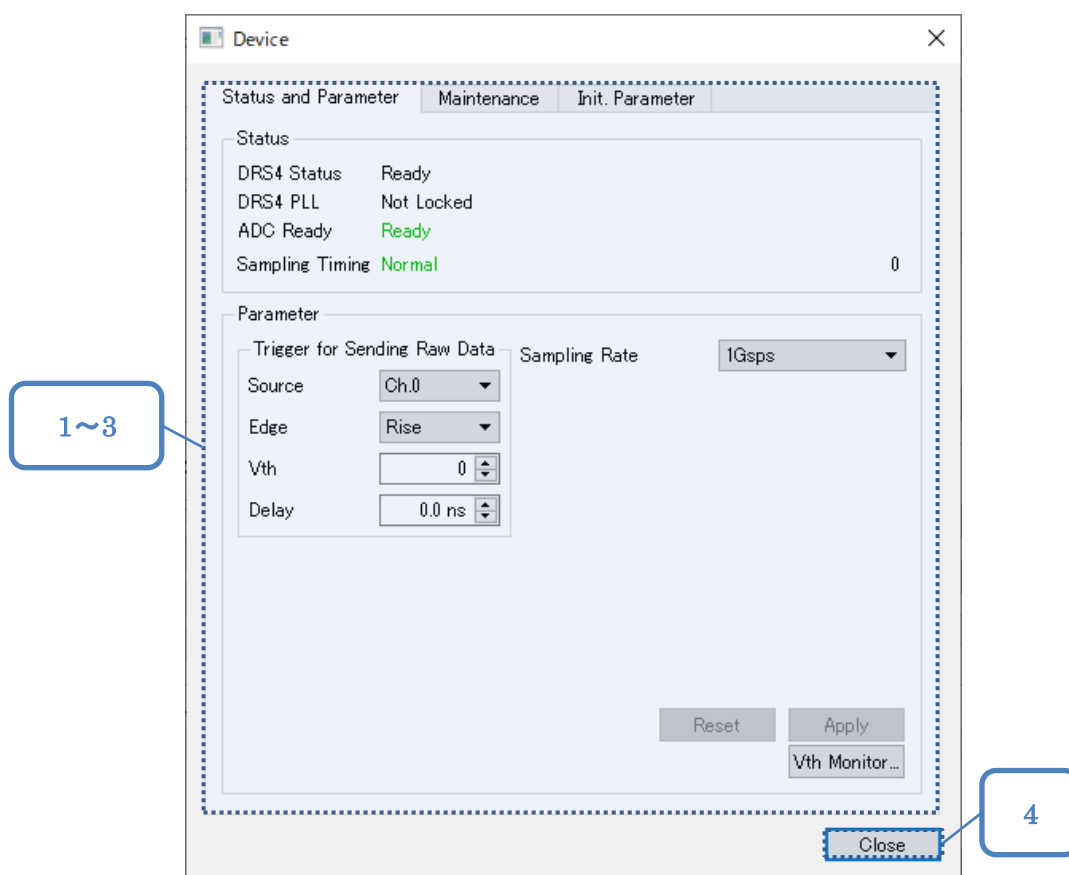 Device
Status and Parameter Maintenance Init. Parameter
Status
DRS4 Status Ready
DRS4 PLL Not Locked
ADC Ready Ready
Sampling Timing Normal 0
Parameter
Trigger for Sending Raw Data
Sampling Rate 1Gsps
Source Ch.0
Edge Rise
Vth 0
Delay 0.0 ns
1～3
Reset Apply
Vth Monitor...
4
Close